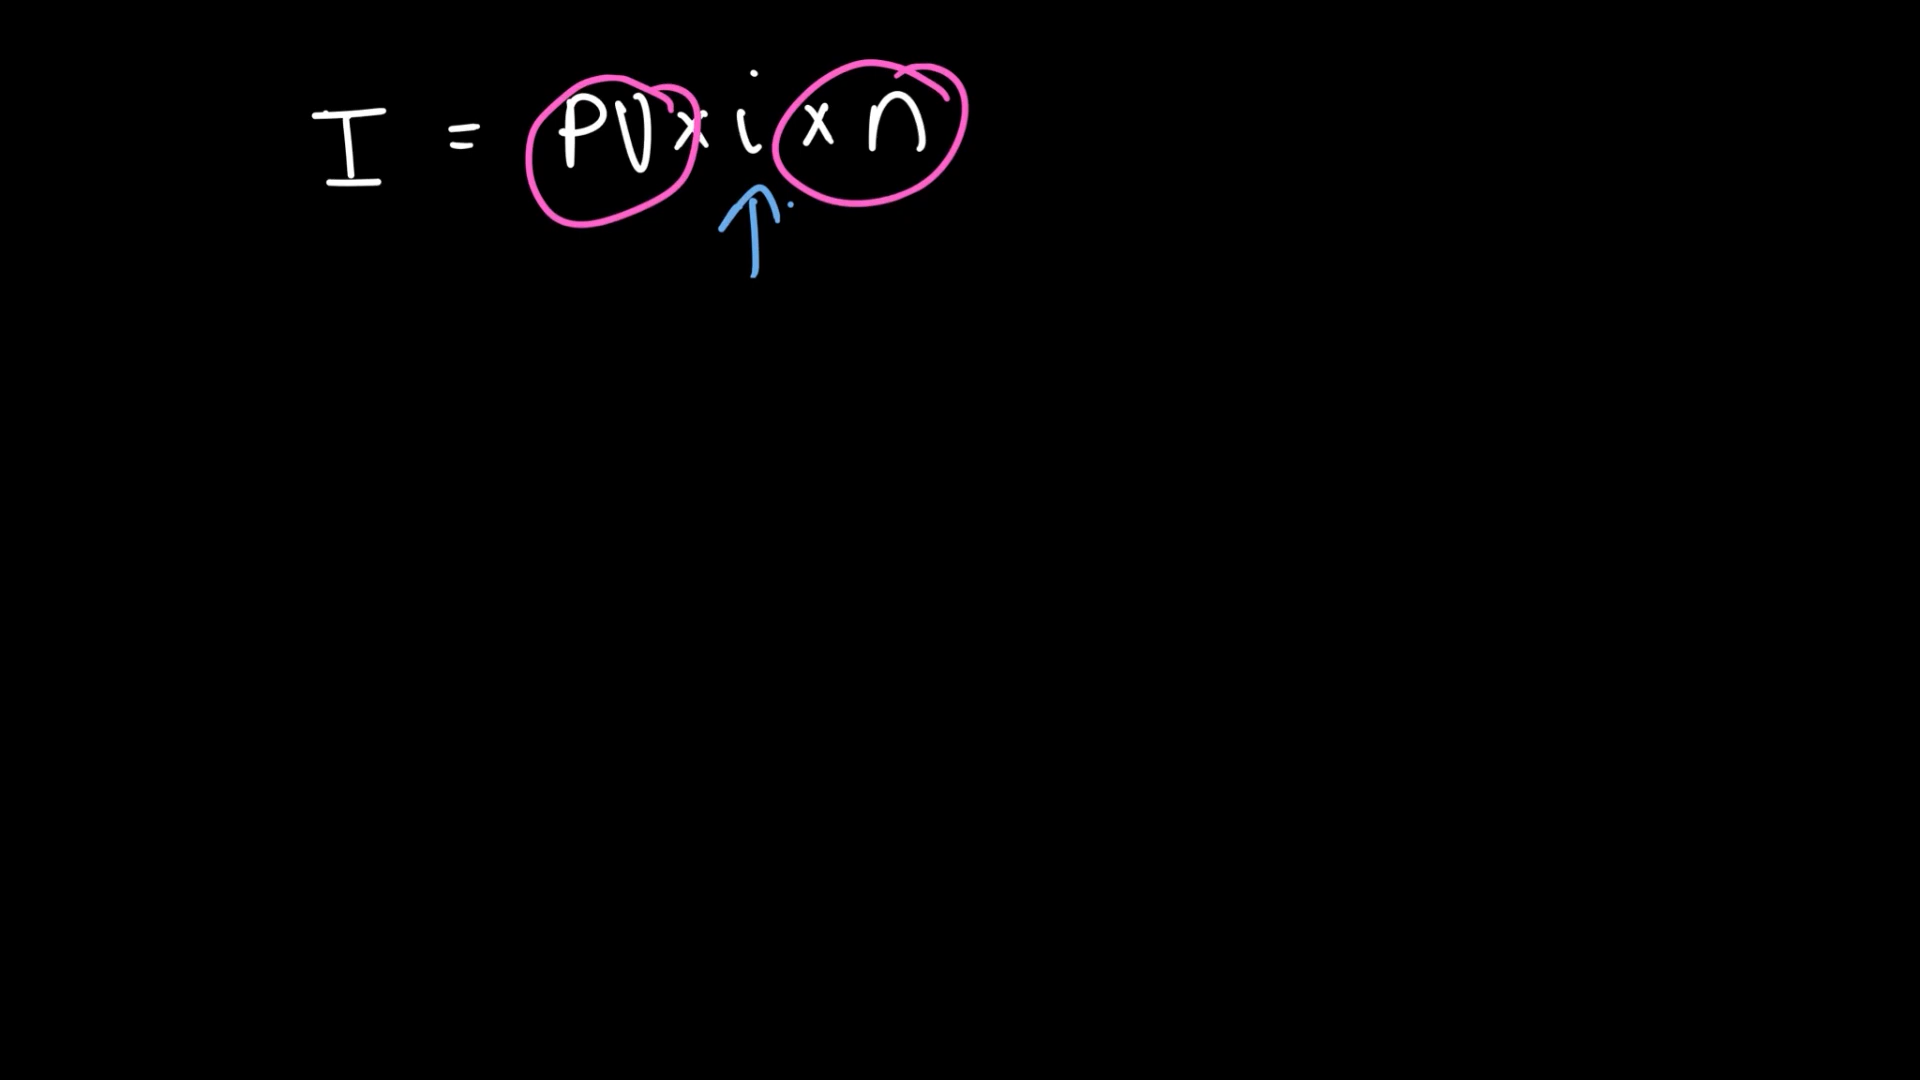 I = PV x i x n